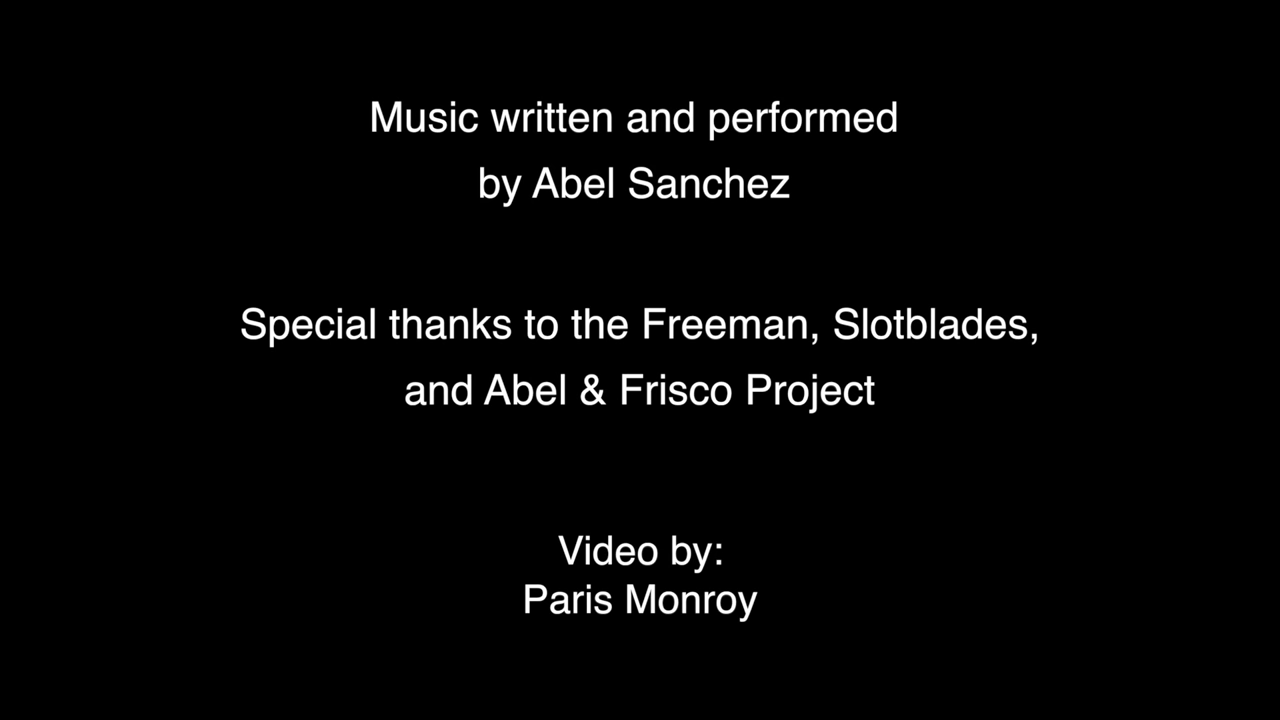 Music written and performed
by Abel Sanchez
Special thanks to the Freeman, Slotblades,
and Abel & Frisco Project
Video by:
Paris Monroy